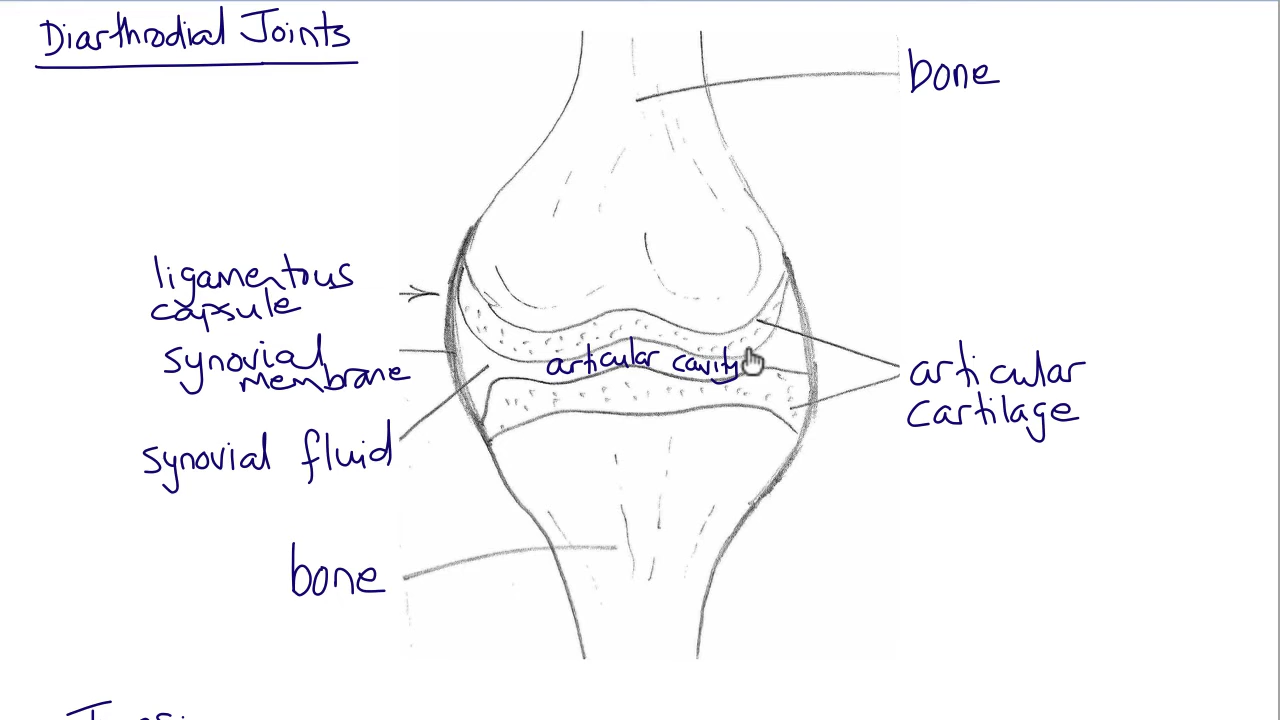 Diarthrodial Joints
bone
ligamentous
capsule
synovial
membrane
articular cavity
articular
cartilage
synovial fluid
bone